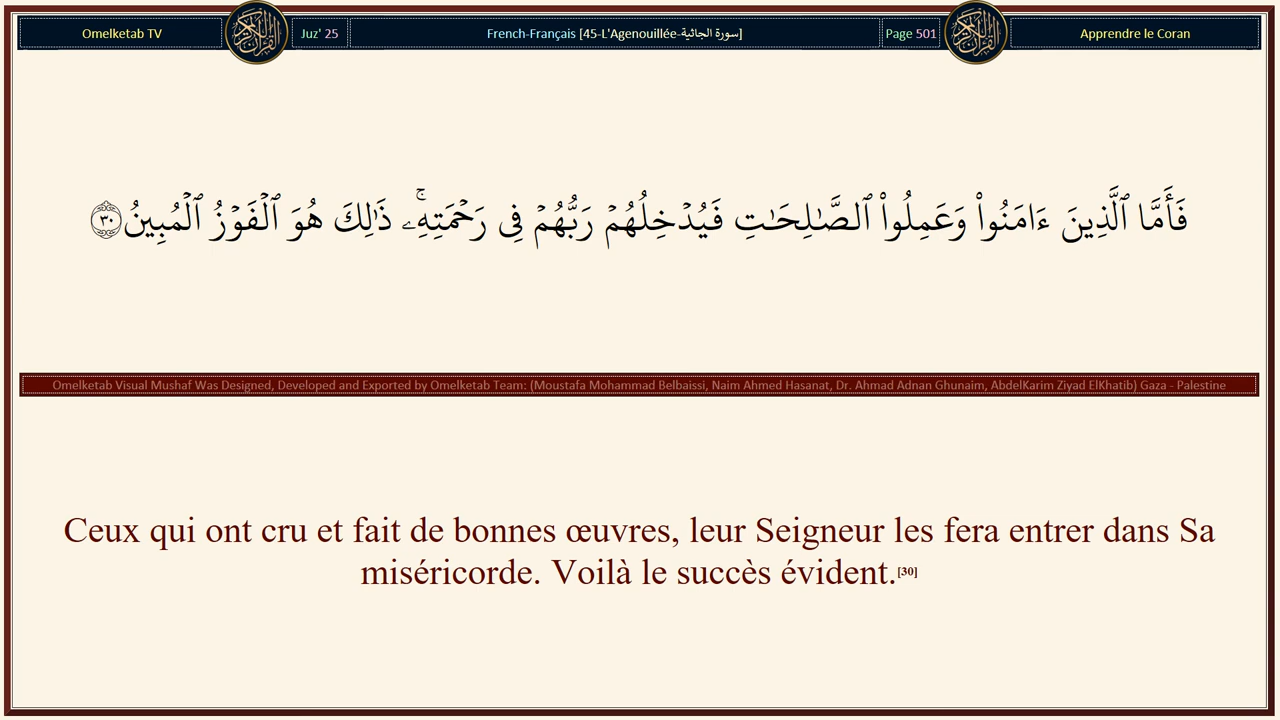 Omelketab TV
Juz' 25
French-Français [45-L'Agenouillée-سورة الجاثية]
Page 501
Apprendre le Coran
فَأَمَّا ٱلَّذِينَ ءَامَنُوا۟ وَعَمِلُوا۟ ٱلصَّـٰلِحَـٰتِ فَيُدْخِلُهُمْ رَبُّهُمْ فِى رَحْمَتِهِۦ ۚ ذَٰلِكَ هُوَ ٱلْفَوْزُ ٱلْمُبِينُ ٣٠
Omelketab Visual Mushaf Was Designed, Developed and Exported by Omelketab Team: (Moustafa Mohammad Belbaissi, Naim Ahmed Hasanat, Dr. Ahmad Adnan Ghunaim, AbdelKarim Ziyad ElKhatib) Gaza - Palestine
Ceux qui ont cru et fait de bonnes œuvres, leur Seigneur les fera entrer dans Sa
miséricorde. Voilà le succès évident.[30]